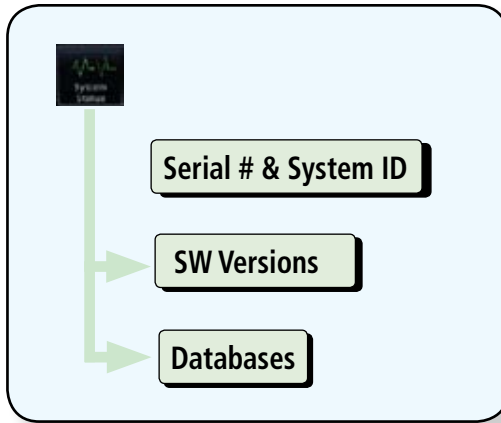 System
Status
Serial # & System ID
SW Versions
Databases